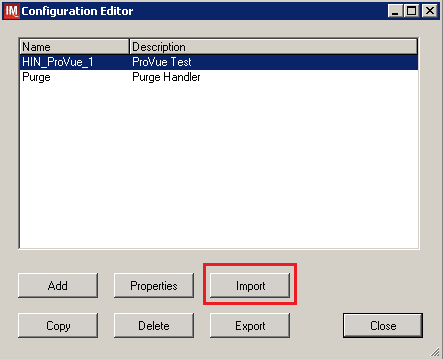 IM Configuration Editor
Name Description
HIN_ProVue_1 ProVue Test
Purge Purge Handler
Add Properties Import
Copy Delete Export Close